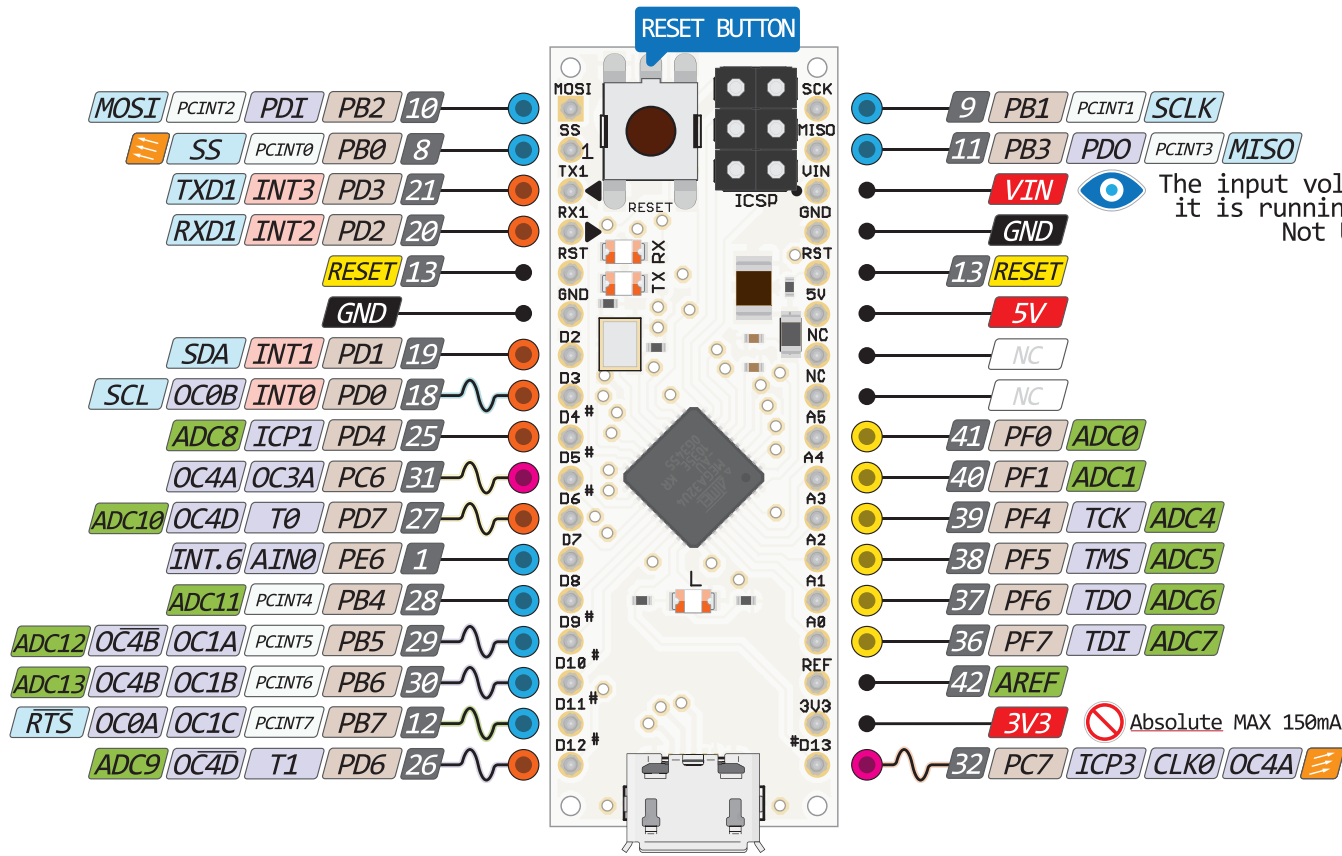 RESET BUTTON
MOSI PCINT2 PDI PB2 10
MOSI
SCK
9 PB1 PCINT1 SCLK
SS PCINT0 PB0 8
SS
1
MISO
11 PB3 PDO PCINT3 MISO
TXD1 INT3 PD3 21
TX1
VIN
VIN
The input vol
it is running
Not
ICSP
RESET
RXD1 INT2 PD2 20
RX1
GND
GND
RESET 13
RST
RX
TX
RST
13 RESET
GND
GND
5V
5V
SDA INT1 PD1 19
D2
NC
NC
SCL OC0B INT0 PD0 18
D3
NC
NC
ADC8 ICP1 PD4 25
D4 #
A5
41 PF0 ADC0
OC4A OC3A PC6 31
D5 #
A4
40 PF1 ADC1
ADC10 OC4D T0 PD7 27
D6 #
A3
39 PF4 TCK ADC4
INT.6 AIN0 PE6 1
D7
A2
38 PF5 TMS ADC5
ADC11 PCINT4 PB4 28
D8
L
A1
37 PF6 TDO ADC6
ADC12 OC4B OC1A PCINT5 PB5 29
D9 #
A0
36 PF7 TDI ADC7
ADC13 OC4B OC1B PCINT6 PB6 30
D10 #
REF
42 AREF
RTS OC0A OC1C PCINT7 PB7 12
D11 #
3V3
3V3
Absolute MAX 150mA
ADC9 OC4D T1 PD6 26
D12 #
#D13
32 PC7 ICP3 CLK0 OC4A